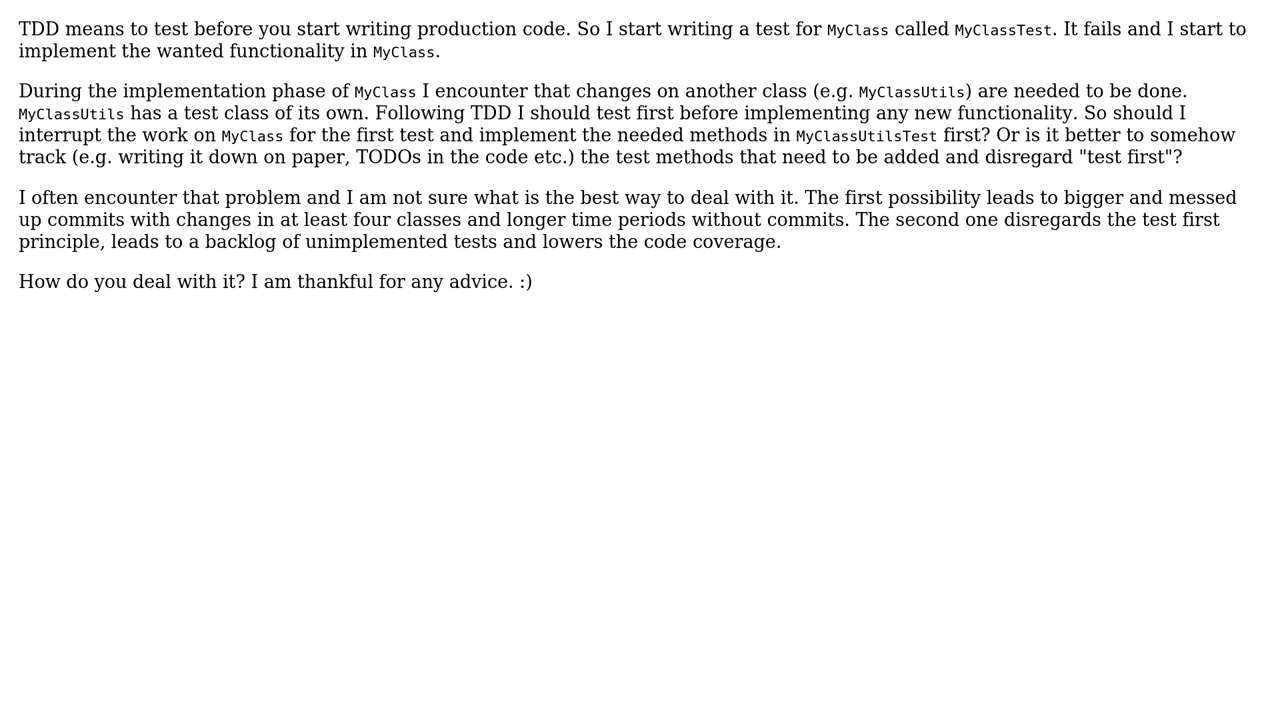 TDD means to test before you start writing production code. So I start writing a test for MyClass called MyClassTest. It fails and I start to
implement the wanted functionality in MyClass.
During the implementation phase of MyClass I encounter that changes on another class (e.g. MyClassUtils) are needed to be done.
MyClassUtils has a test class of its own. Following TDD I should test first before implementing any new functionality. So should I
interrupt the work on MyClass for the first test and implement the needed methods in MyClassUtilsTest first? Or is it better to somehow
track (e.g. writing it down on paper, TODOs in the code etc.) the test methods that need to be added and disregard "test first"?
I often encounter that problem and I am not sure what is the best way to deal with it. The first possibility leads to bigger and messed
up commits with changes in at least four classes and longer time periods without commits. The second one disregards the test first
principle, leads to a backlog of unimplemented tests and lowers the code coverage.
How do you deal with it? I am thankful for any advice. :)